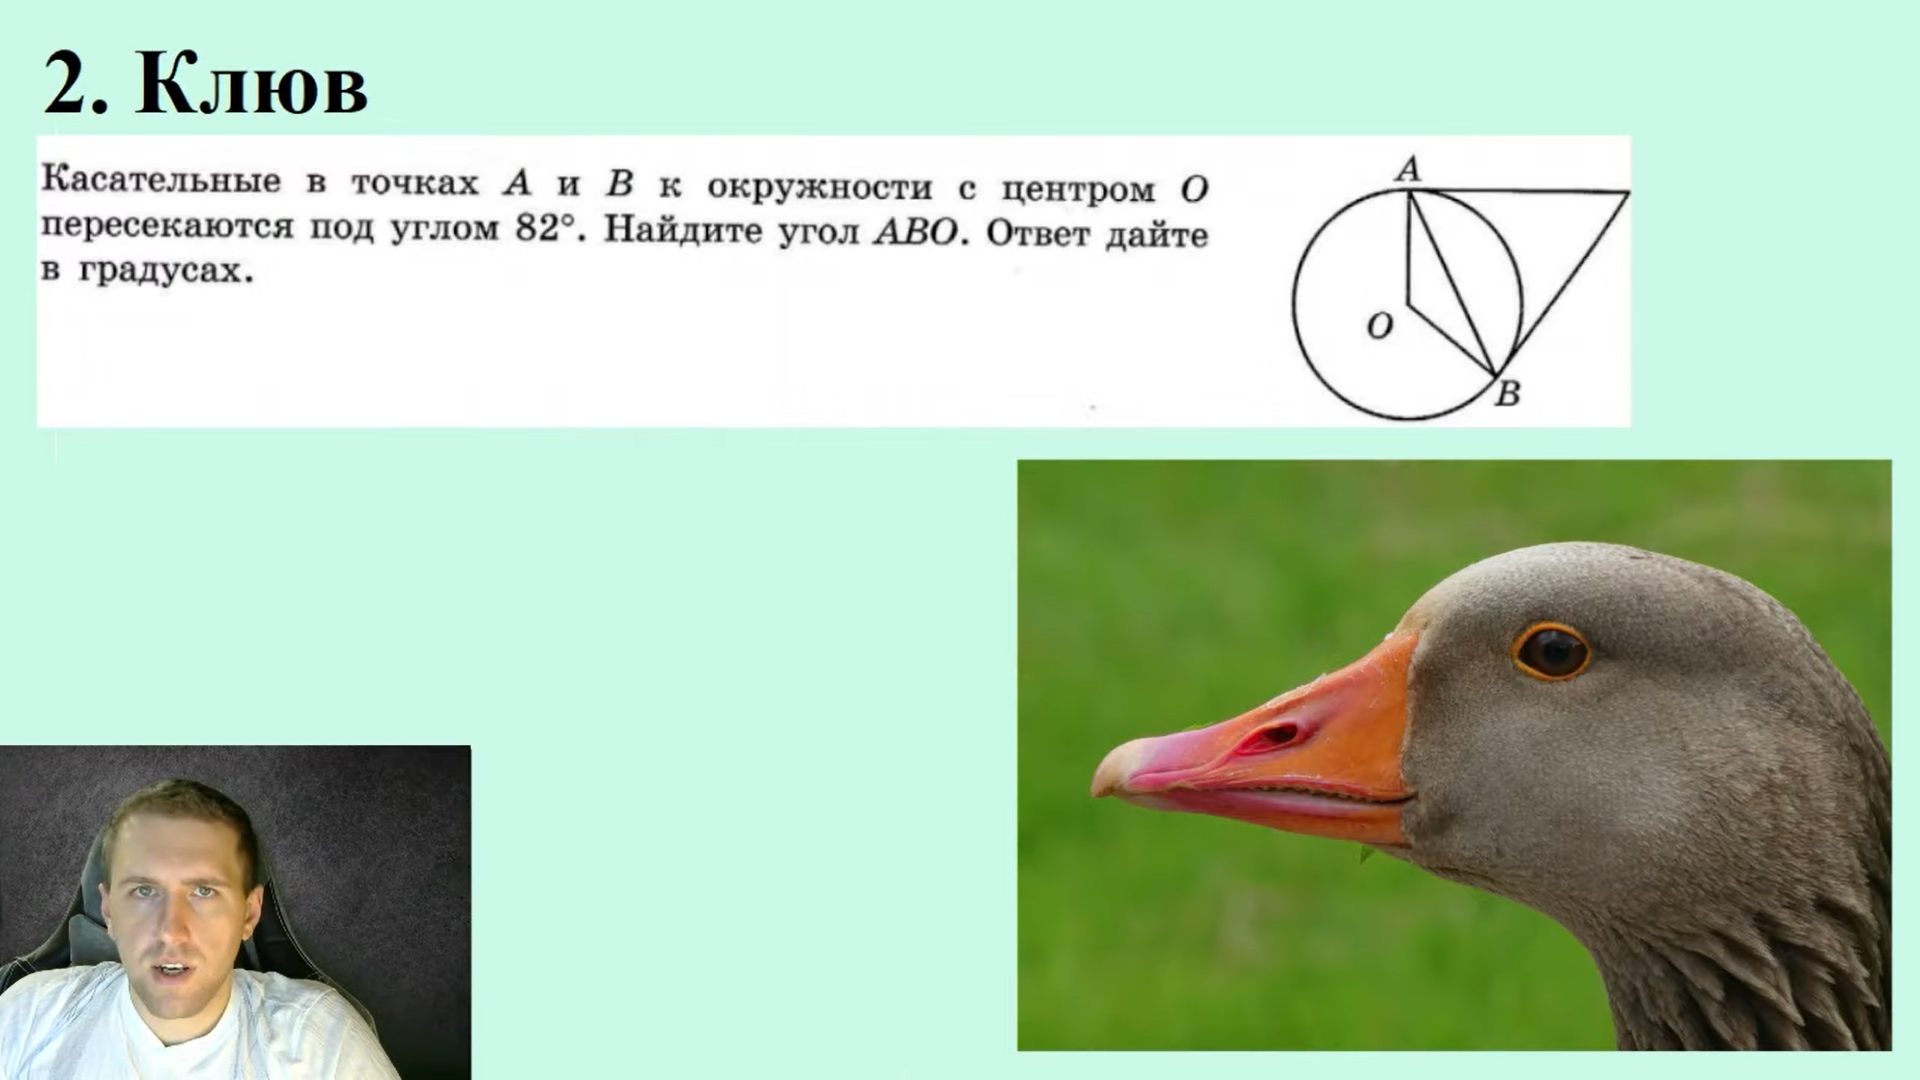 2. Клюв
Касательные в точках A и B к окружности с центром O
пересекаются под углом 82°. Найдите угол ABO. Ответ дайте
в градусах.
A
O
B